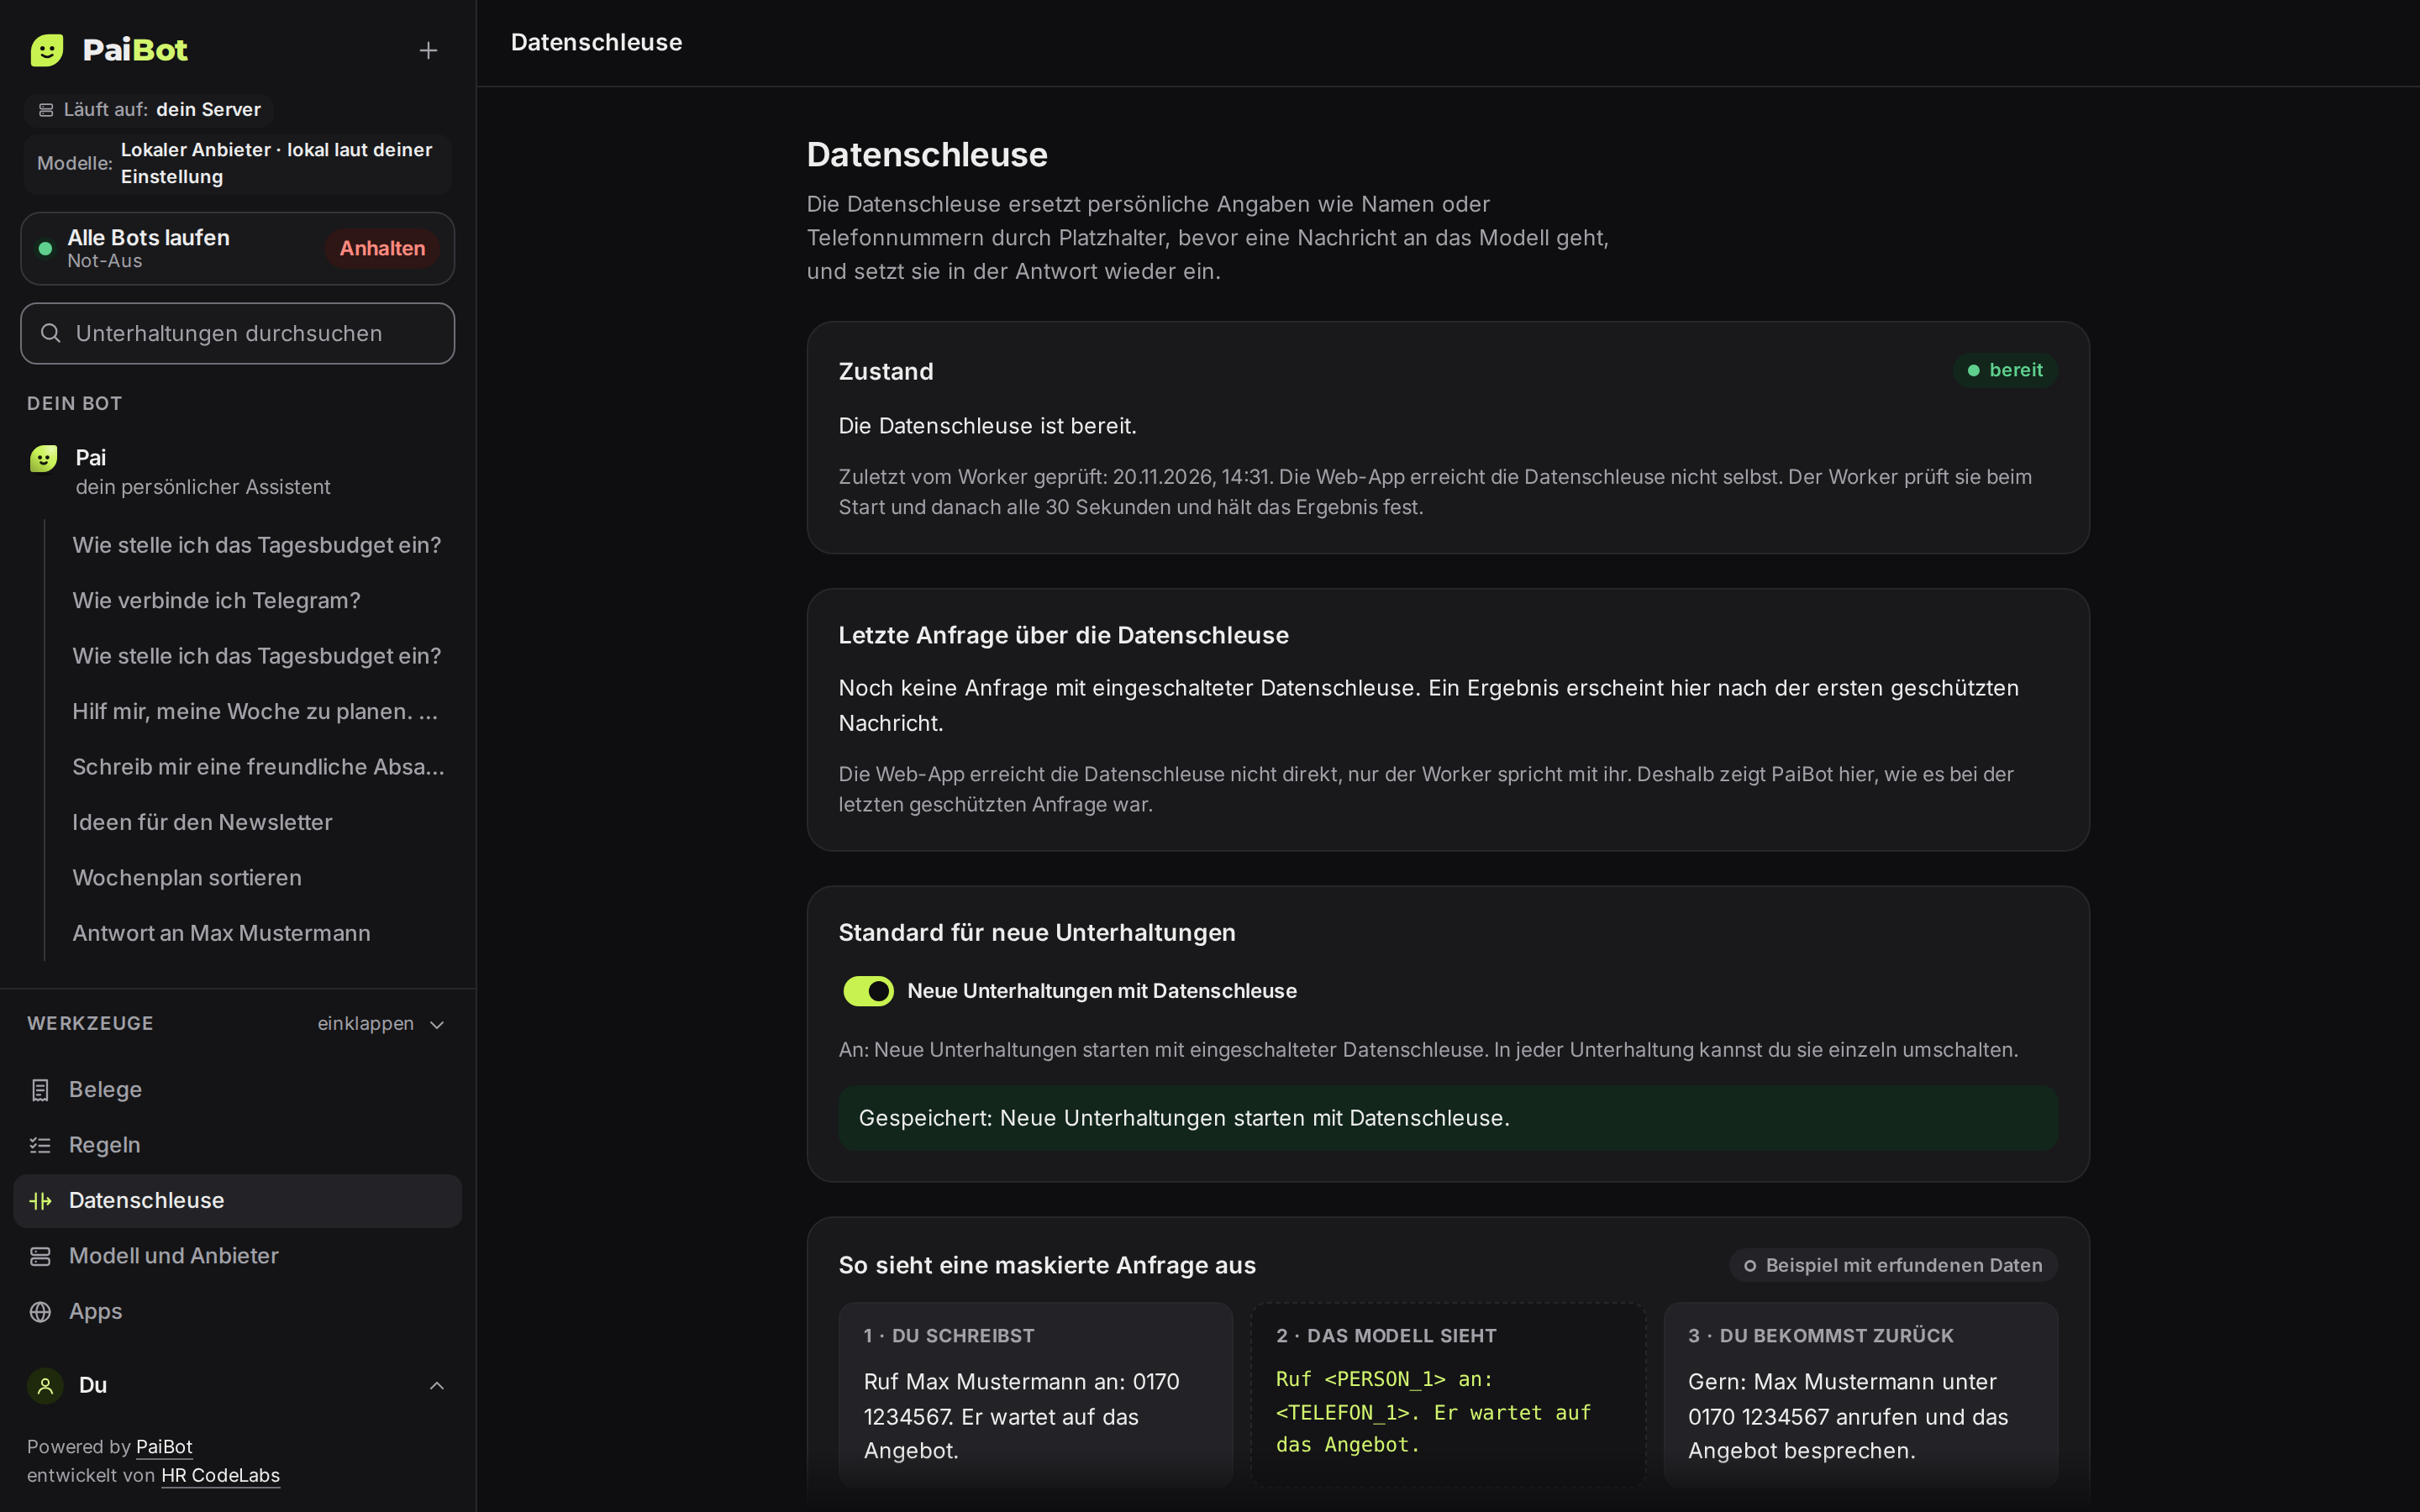 PaiBot
Läuft auf: dein Server
Modelle: Lokaler Anbieter · lokal laut deiner
Einstellung
Alle Bots laufen
Not-Aus
Anhalten
Unterhaltungen durchsuchen
DEIN BOT
Pai
dein persönlicher Assistent
Wie stelle ich das Tagesbudget ein?
Wie verbinde ich Telegram?
Wie stelle ich das Tagesbudget ein?
Hilf mir, meine Woche zu planen. ...
Schreib mir eine freundliche Absa...
Ideen für den Newsletter
Wochenplan sortieren
Antwort an Max Mustermann
WERKZEUGE
einklappen
Belege
Regeln
Datenschleuse
Modell und Anbieter
Apps
Du
Powered by PaiBot
entwickelt von HR CodeLabs
Datenschleuse
Datenschleuse
Die Datenschleuse ersetzt persönliche Angaben wie Namen oder
Telefonnummern durch Platzhalter, bevor eine Nachricht an das Modell geht,
und setzt sie in der Antwort wieder ein.
Zustand
bereit
Die Datenschleuse ist bereit.
Zuletzt vom Worker geprüft: 20.11.2026, 14:31. Die Web-App erreicht die Datenschleuse nicht selbst. Der Worker prüft sie beim
Start und danach alle 30 Sekunden und hält das Ergebnis fest.
Letzte Anfrage über die Datenschleuse
Noch keine Anfrage mit eingeschalteter Datenschleuse. Ein Ergebnis erscheint hier nach der ersten geschützten
Nachricht.
Die Web-App erreicht die Datenschleuse nicht direkt, nur der Worker spricht mit ihr. Deshalb zeigt PaiBot hier, wie es bei der
letzten geschützten Anfrage war.
Standard für neue Unterhaltungen
Neue Unterhaltungen mit Datenschleuse
An: Neue Unterhaltungen starten mit eingeschalteter Datenschleuse. In jeder Unterhaltung kannst du sie einzeln umschalten.
Gespeichert: Neue Unterhaltungen starten mit Datenschleuse.
So sieht eine maskierte Anfrage aus
Beispiel mit erfundenen Daten
1 · DU SCHREIBST
Ruf Max Mustermann an: 0170
1234567. Er wartet auf das
Angebot.
2 · DAS MODELL SIEHT
Ruf <PERSON_1> an:
<TELEFON_1>. Er wartet auf
das Angebot.
3 · DU BEKOMMST ZURÜCK
Gern: Max Mustermann unter
0170 1234567 anrufen und das
Angebot besprechen.